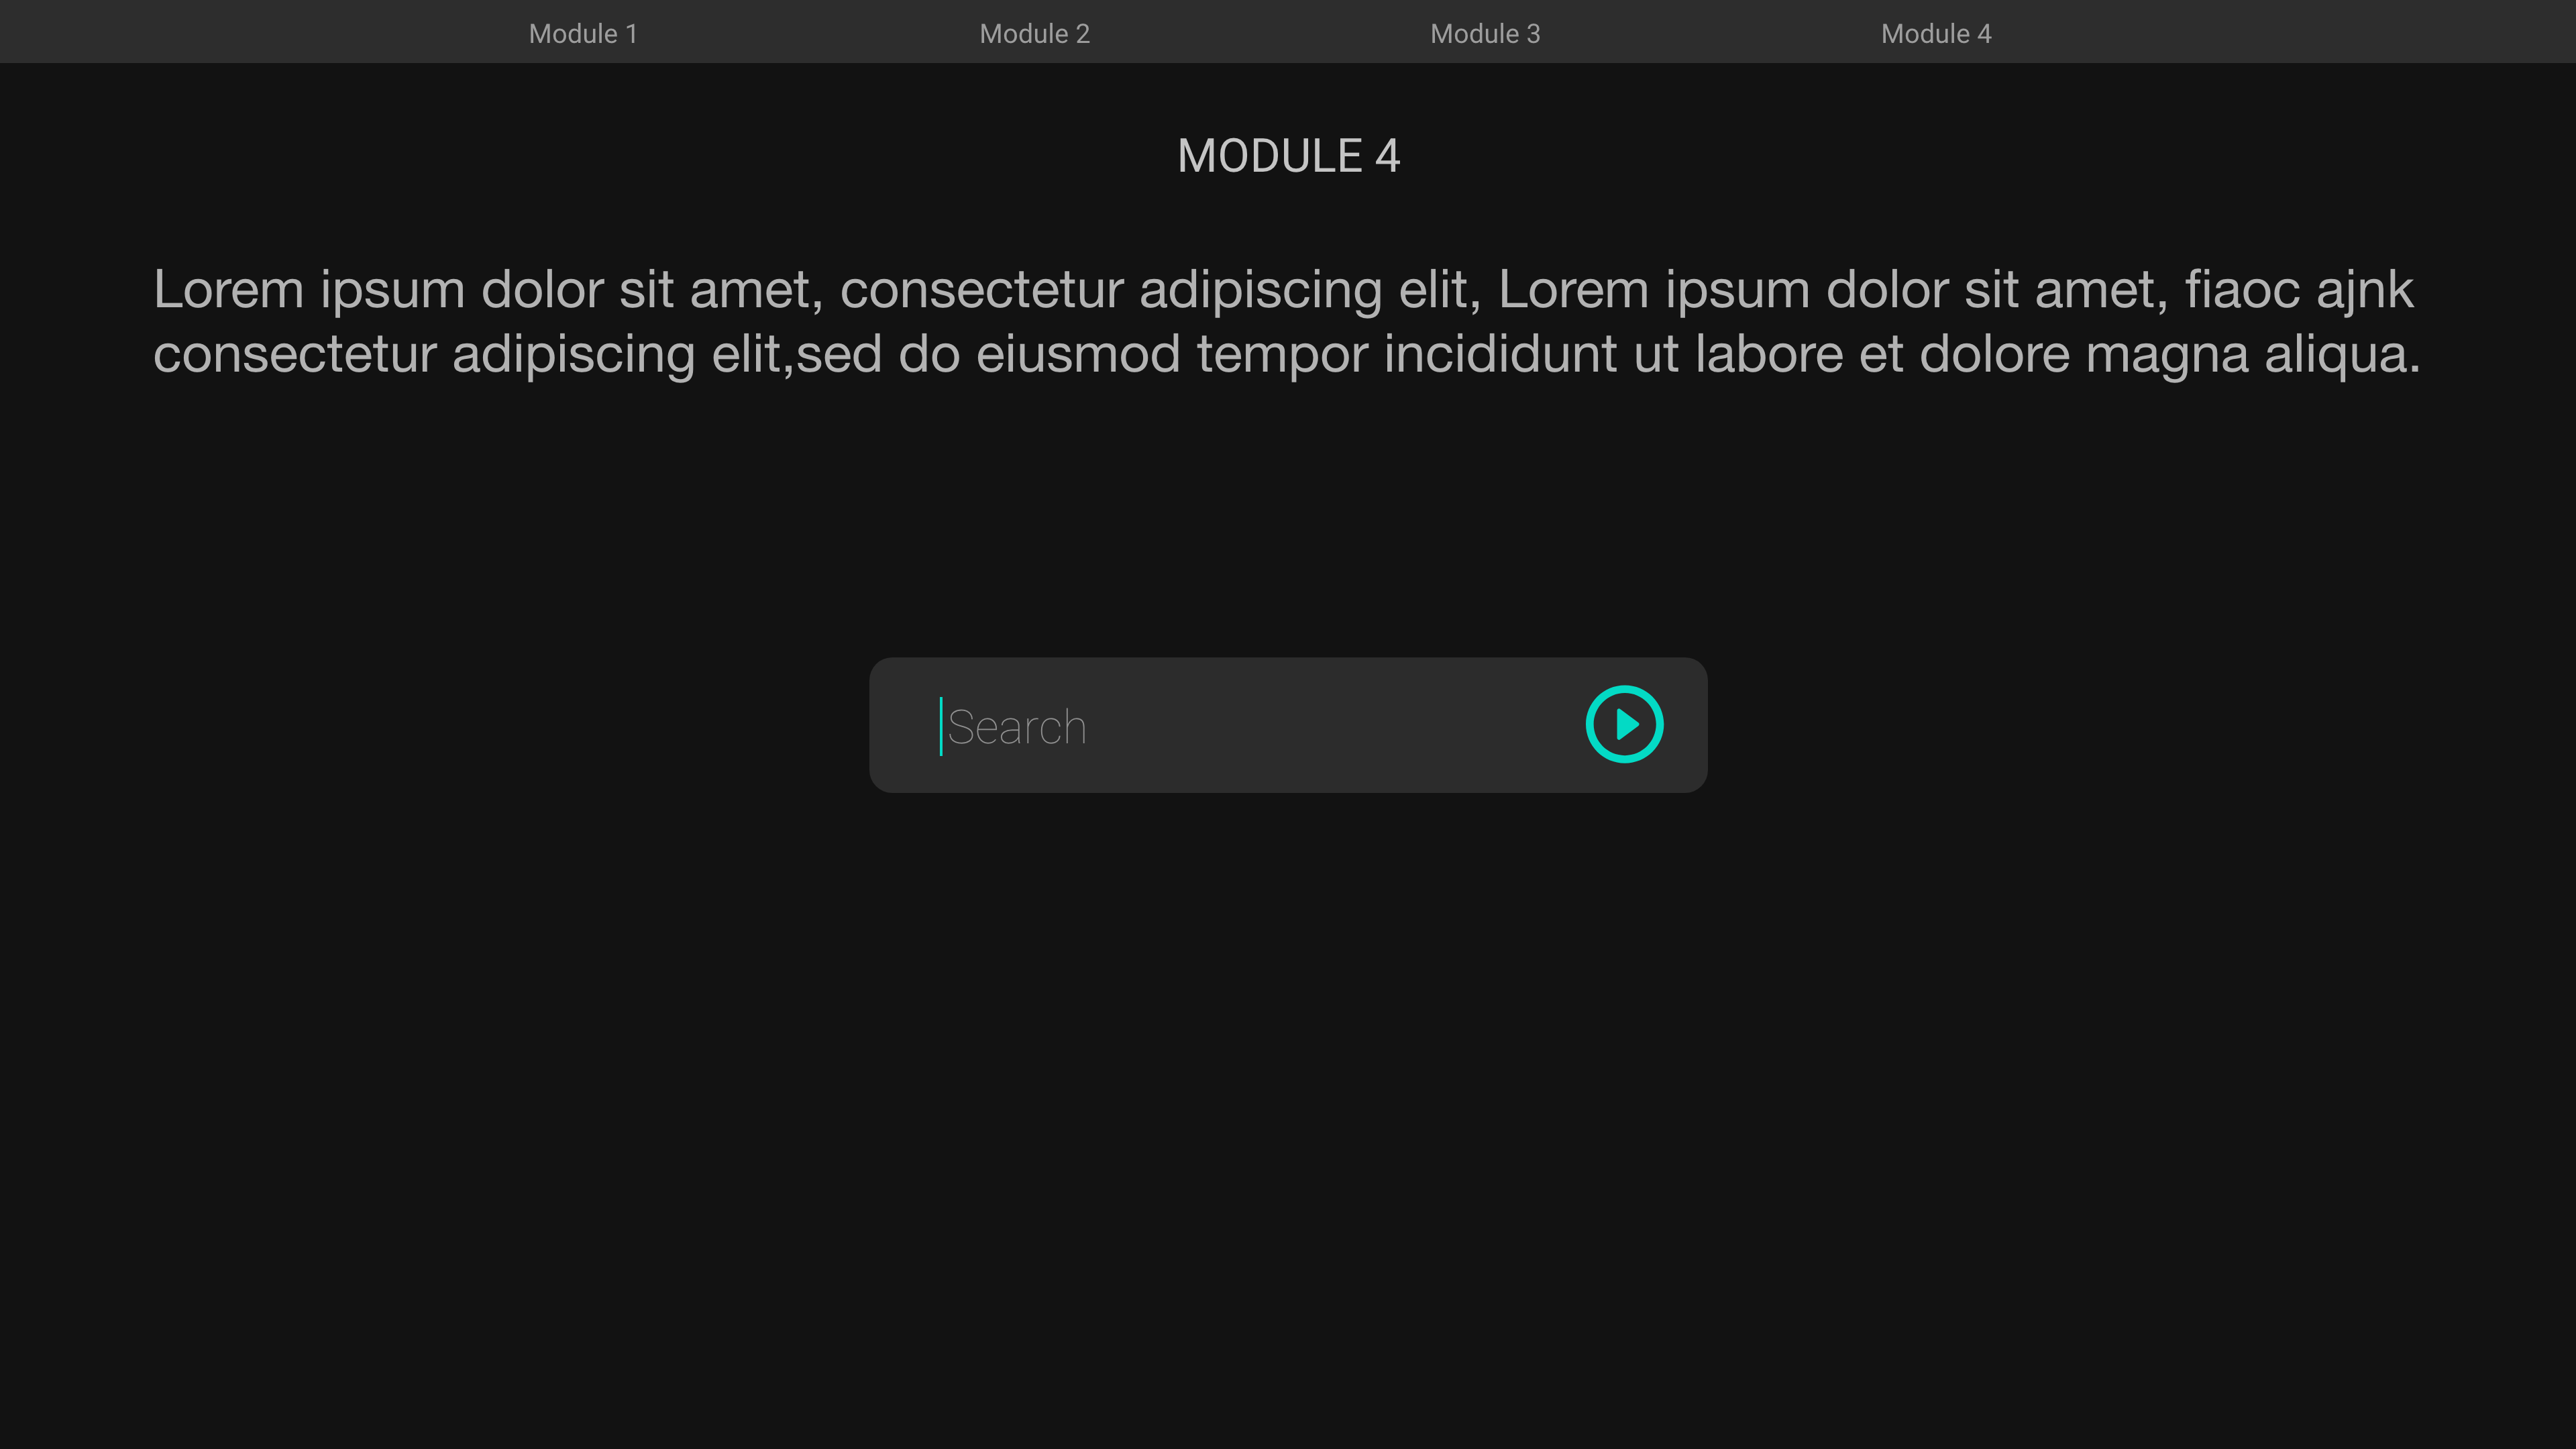 Module 1
Module 2
Module 3
Module 4
MODULE 4
Lorem ipsum dolor sit amet, consectetur adipiscing elit, Lorem ipsum dolor sit amet, fiaoc ajnk
consectetur adipiscing elit,sed do eiusmod tempor incididunt ut labore et dolore magna aliqua.
Search